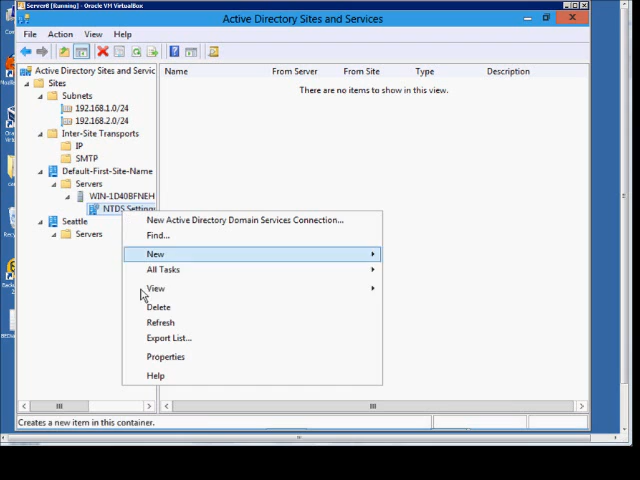 Server8 [Running] - Oracle VM VirtualBox
Active Directory Sites and Services
File Action View Help
Active Directory Sites and Servic
Name From Server From Site Type Description
Sites
There are no items to show in this view.
Subnets
192.168.1.0/24
192.168.2.0/24
Inter-Site Transports
IP
SMTP
Default-First-Site-Name
Servers
WIN-1D40BFNEH
NTDS Settings
Seattle
Servers
New Active Directory Domain Services Connection...
Find...
New
All Tasks
View
Delete
Refresh
Export List...
Properties
Help
Creates a new item in this container.